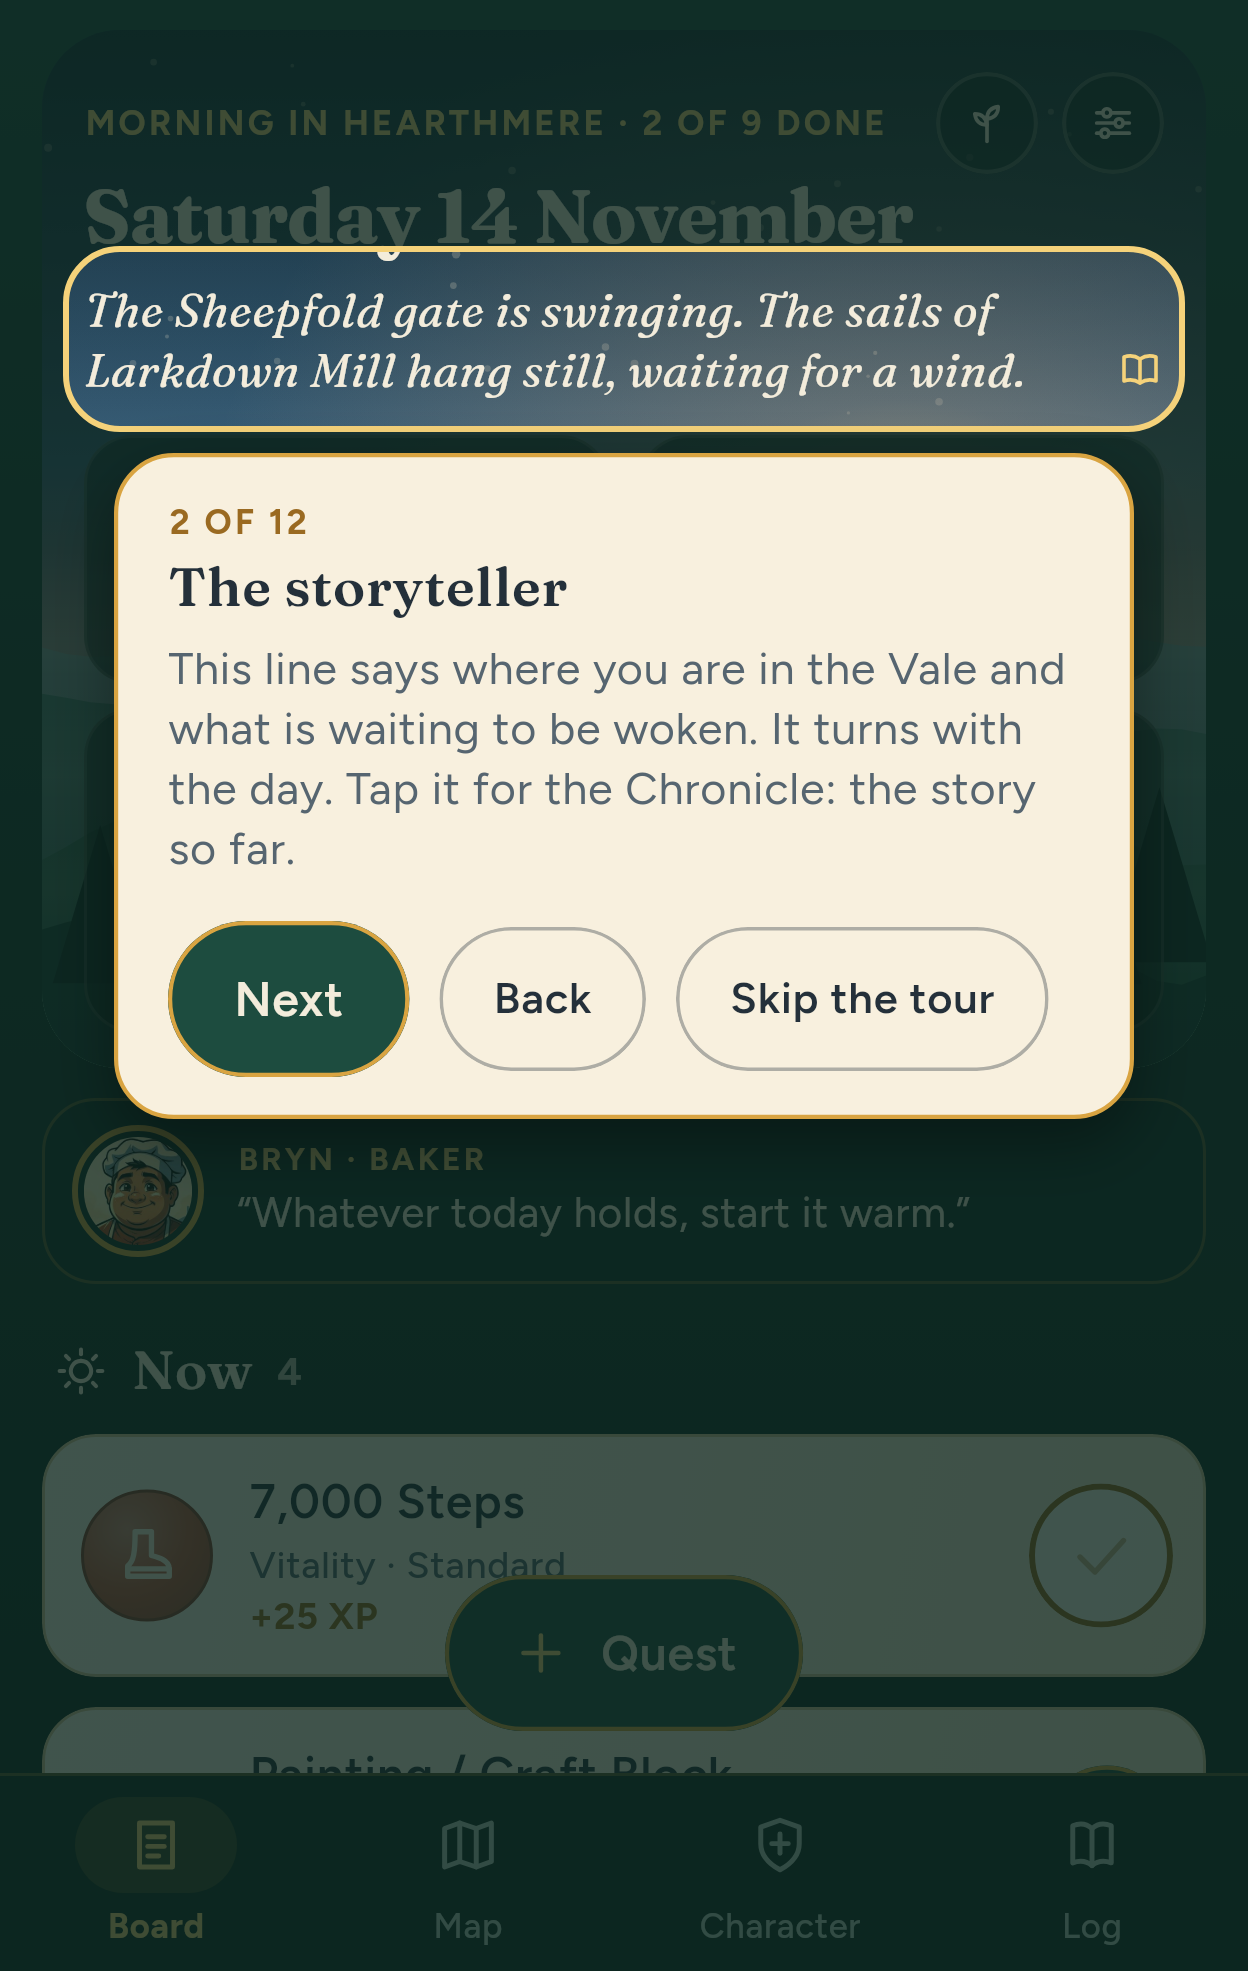 MORNING IN HEARTHMERE · 2 OF 9 DONE
Saturday 14 November
The Sheepfold gate is swinging. The sails of
Larkdown Mill hang still, waiting for a wind.
2 OF 12
The storyteller
This line says where you are in the Vale and
what is waiting to be woken. It turns with
the day. Tap it for the Chronicle: the story
so far.
Next
Back
Skip the tour
BRYN · BAKER
“Whatever today holds, start it warm.”
Now 4
7,000 Steps
Vitality · Standard
+25 XP
Quest
Painting / Craft Block
Board
Map
Character
Log